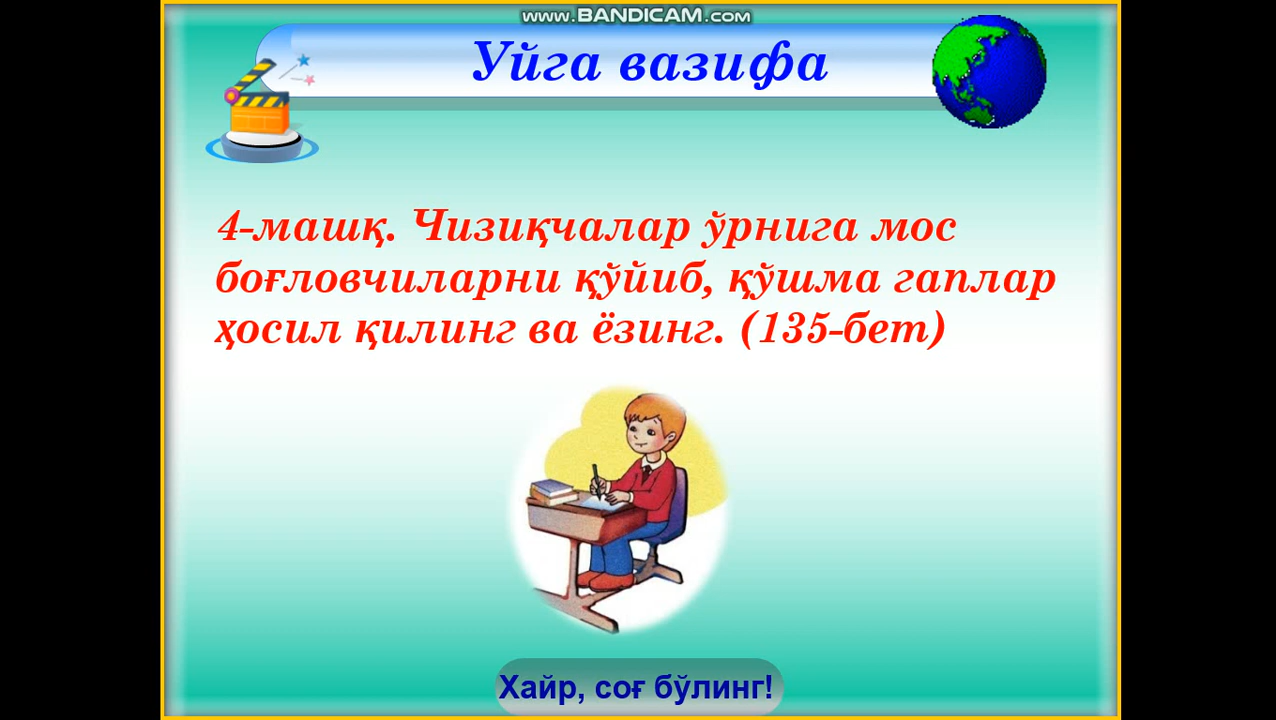 www.BANDICAM.com
Уйга вазифа
4-машқ. Чизиқчалар ўрнига мос
боғловчиларни қўйиб, қўшма гаплар
ҳосил қилинг ва ёзинг. (135-бет)
Хайр, соғ бўлинг!